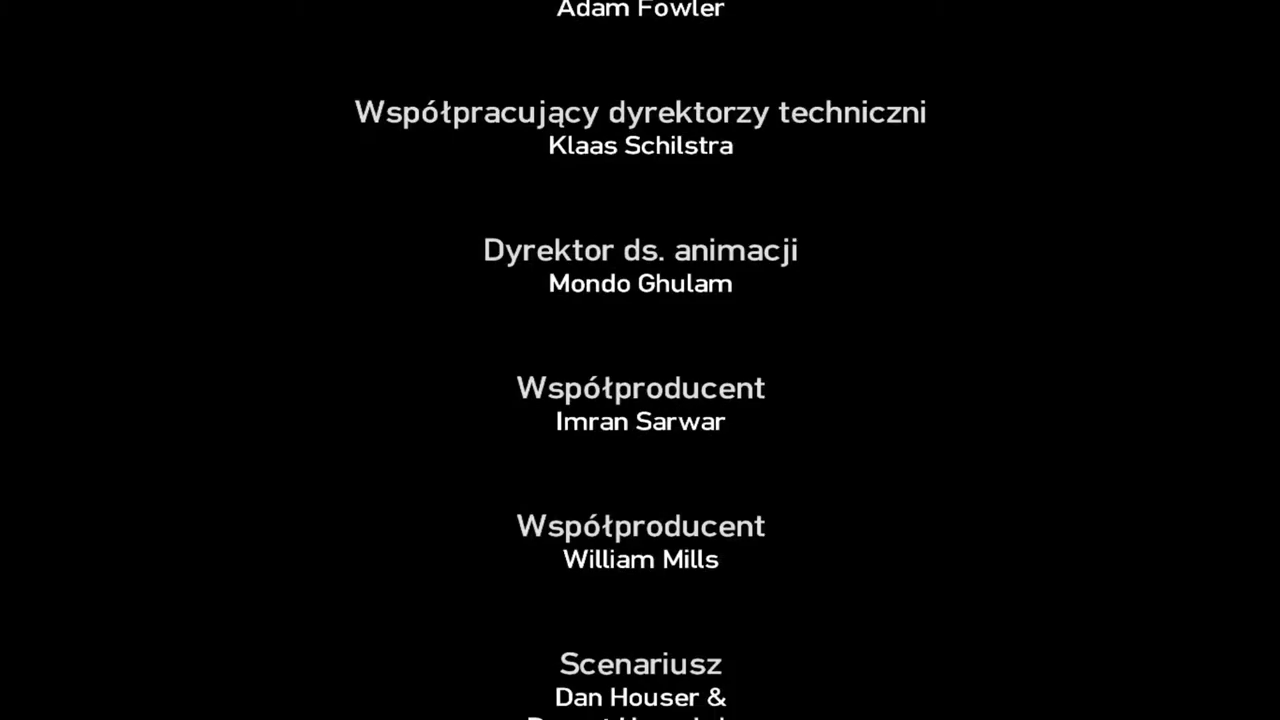 Adam Fowler
Współpracujący dyrektorzy techniczni
Klaas Schilstra
Dyrektor ds. animacji
Mondo Ghulam
Współproducent
Imran Sarwar
Współproducent
William Mills
Scenariusz
Dan Houser &